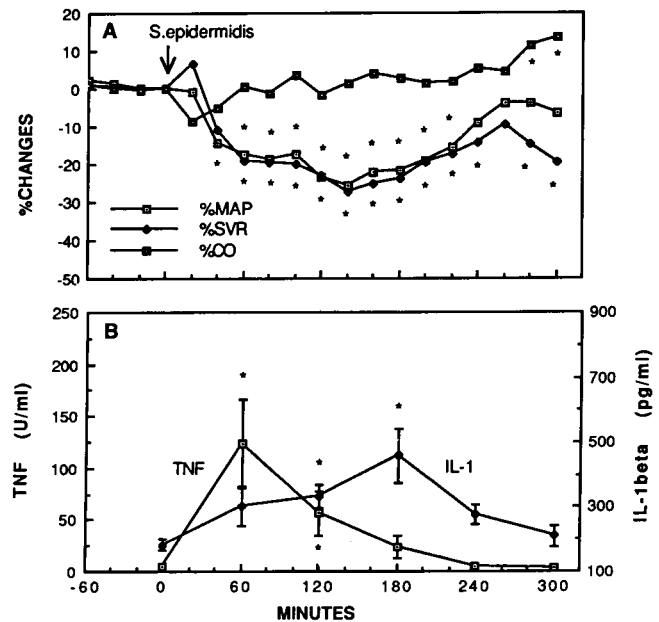 A
S.epidermidis
20
10
0
-10
-20
-30
-40
-50
%CHANGES
%MAP
%SVR
%CO
B
250
200
150
100
50
0
TNF (U/ml)
900
700
500
300
100
IL-1beta (pg/ml)
TNF
IL-1
-60 0 60 120 180 240 300
MINUTES